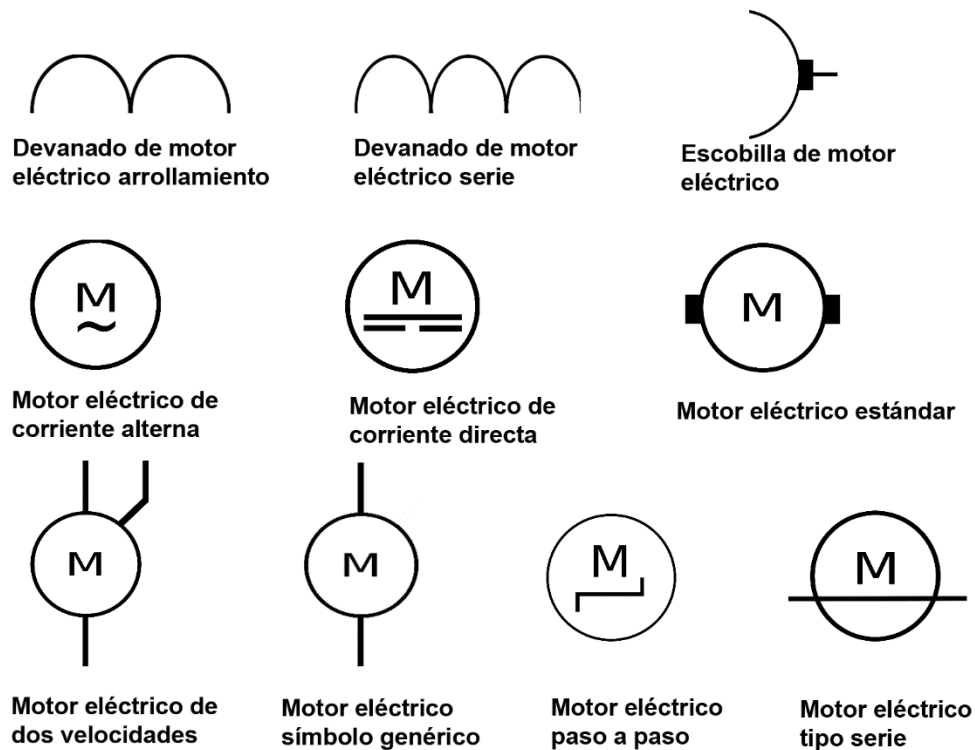 Devanado de motor
eléctrico arrollamiento
Devanado de motor
eléctrico serie
Escobilla de motor
eléctrico
M
~
Motor eléctrico de
corriente alterna
M
Motor eléctrico de
corriente directa
M
Motor eléctrico estándar
M
Motor eléctrico de
dos velocidades
M
Motor eléctrico
símbolo genérico
M
Motor eléctrico
paso a paso
M
Motor eléctrico
tipo serie